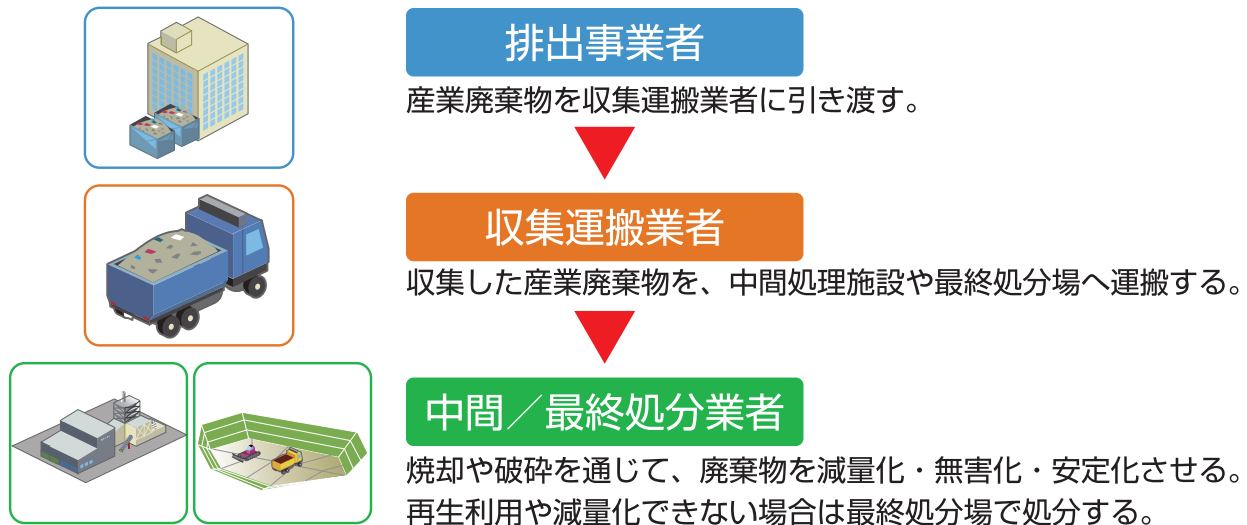 排出事業者
産業廃棄物を収集運搬業者に引き渡す。
収集運搬業者
収集した産業廃棄物を、中間処理施設や最終処分場へ運搬する。
中間／最終処分業者
焼却や破砕を通じて、廃棄物を減量化・無害化・安定化させる。
再生利用や減量化できない場合は最終処分場で処分する。